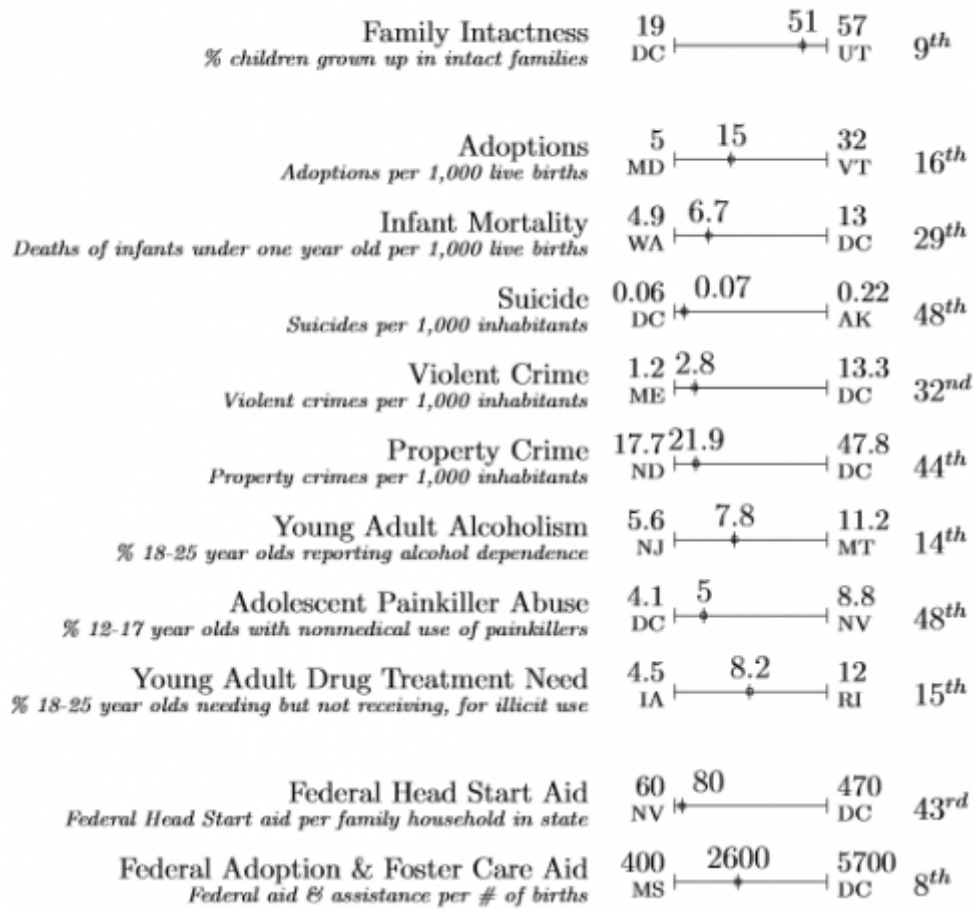 Family Intactness 19 51 57 9th
% children grown up in intact families DC UT
Adoptions 5 15 32 16th
Adoptions per 1,000 live births MD VT
Infant Mortality 4.9 6.7 13 29th
Deaths of infants under one year old per 1,000 live births WA DC
Suicide 0.06 0.07 0.22 48th
Suicides per 1,000 inhabitants DC AK
Violent Crime 1.2 2.8 13.3 32nd
Violent crimes per 1,000 inhabitants ME DC
Property Crime 17.7 21.9 47.8 44th
Property crimes per 1,000 inhabitants ND DC
Young Adult Alcoholism 5.6 7.8 11.2 14th
% 18-25 year olds reporting alcohol dependence NJ MT
Adolescent Painkiller Abuse 4.1 5 8.8 48th
% 12-17 year olds with nonmedical use of painkillers DC NV
Young Adult Drug Treatment Need 4.5 8.2 12 15th
% 18-25 year olds needing but not receiving, for illicit use IA RI
Federal Head Start Aid 60 80 470 43rd
Federal Head Start aid per family household in state NV DC
Federal Adoption & Foster Care Aid 400 2600 5700 8th
Federal aid & assistance per # of births MS DC